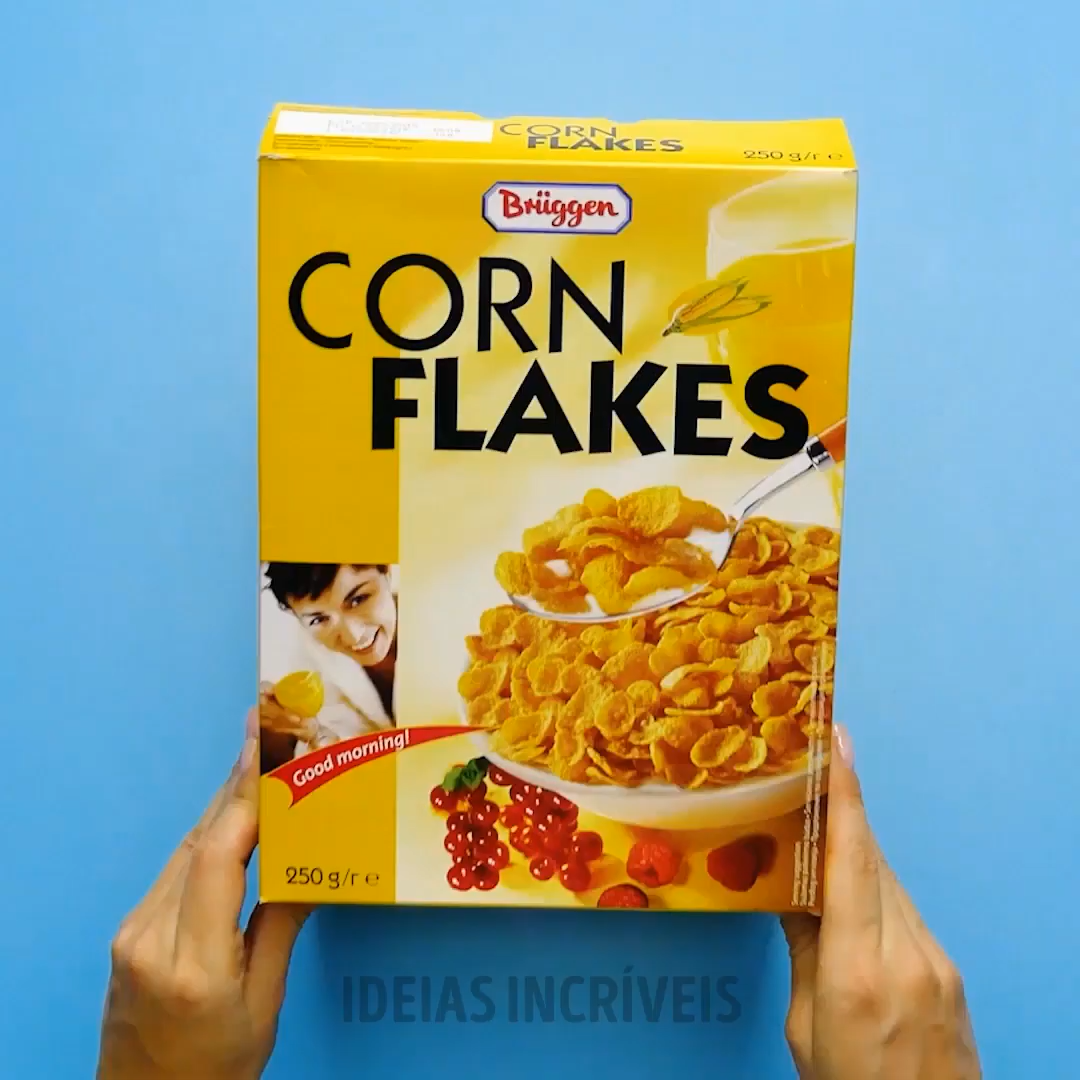 CORN
FLAKES
250 g/r e
Brüggen
CORN
FLAKES
Good morning!
250 g/r e
IDEIAS INCRÍVEIS